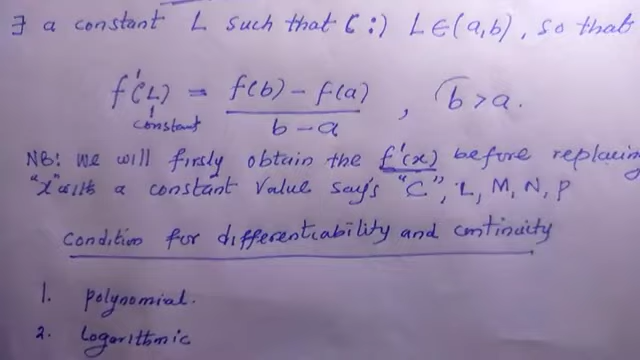 ∃ a constant L such that (:) L∈(a,b), so that
f'(L) = f(b) - f(a) / b - a , b > a.
constant
NB: we will firsly obtain the f'(x) before replacing
"x" with a constant value say's "C", L, M, N, P
Condition for differentiability and continuity
1. polynomial.
2. Logarithmic